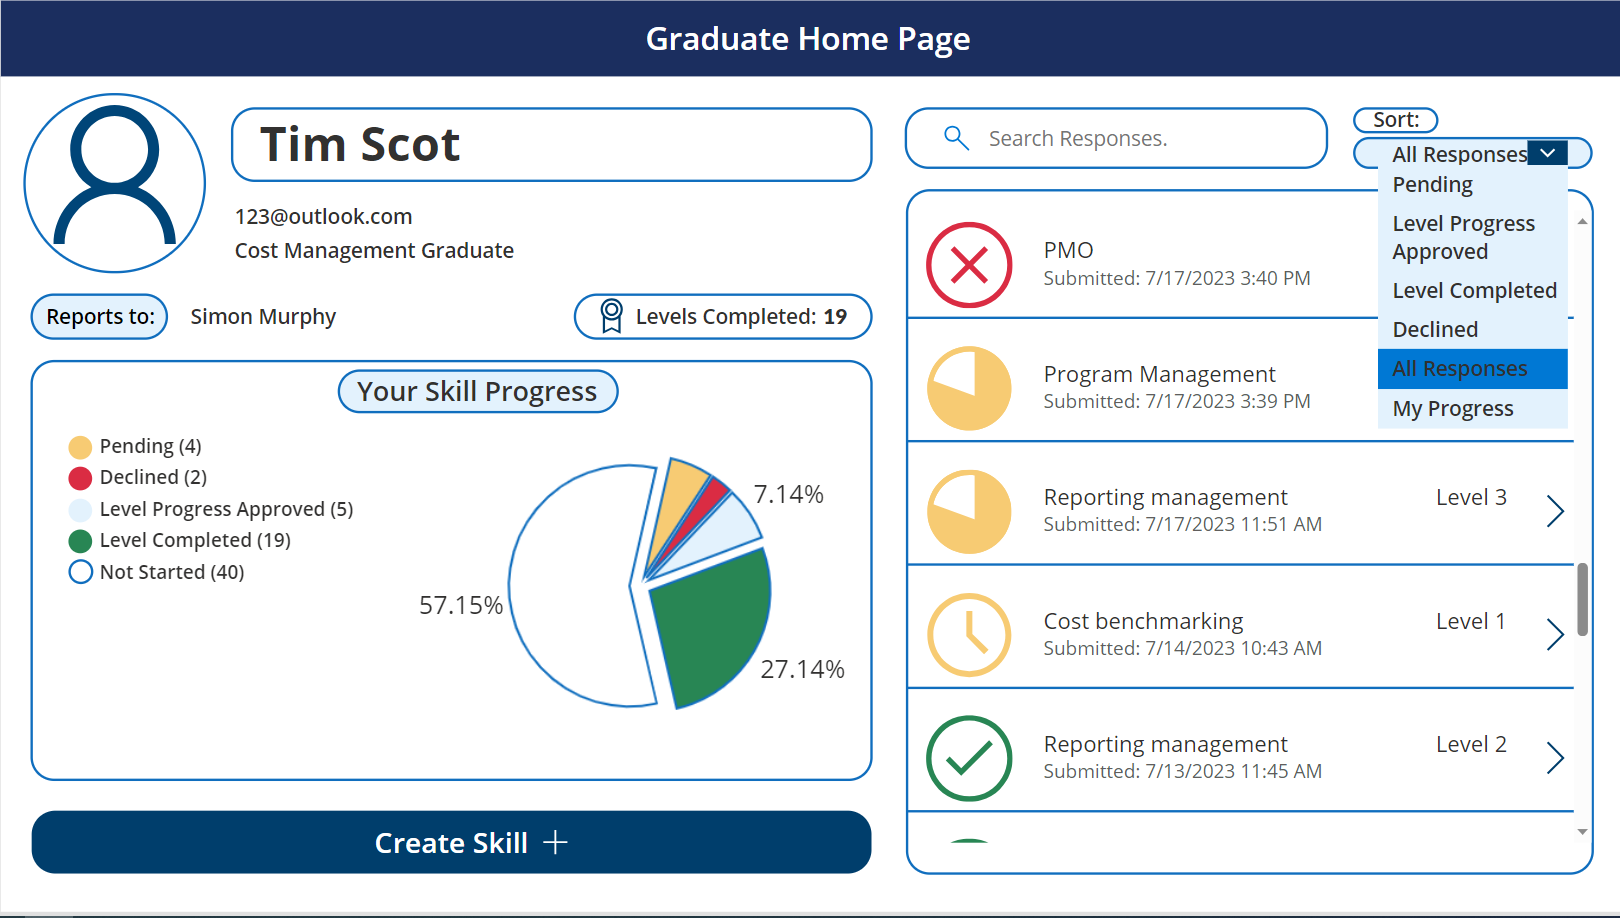 Graduate Home Page
Tim Scot
123@outlook.com
Cost Management Graduate
Reports to:
Simon Murphy
Levels Completed: 19
Your Skill Progress
Pending (4)
Declined (2)
Level Progress Approved (5)
Level Completed (19)
Not Started (40)
7.14%
57.15%
27.14%
Create Skill
Search Responses.
Sort:
All Responses
Pending
Level Progress
Approved
Level Completed
Declined
All Responses
My Progress
PMO
Submitted: 7/17/2023 3:40 PM
Program Management
Submitted: 7/17/2023 3:39 PM
Reporting management
Level 3
Submitted: 7/17/2023 11:51 AM
Cost benchmarking
Level 1
Submitted: 7/14/2023 10:43 AM
Reporting management
Level 2
Submitted: 7/13/2023 11:45 AM